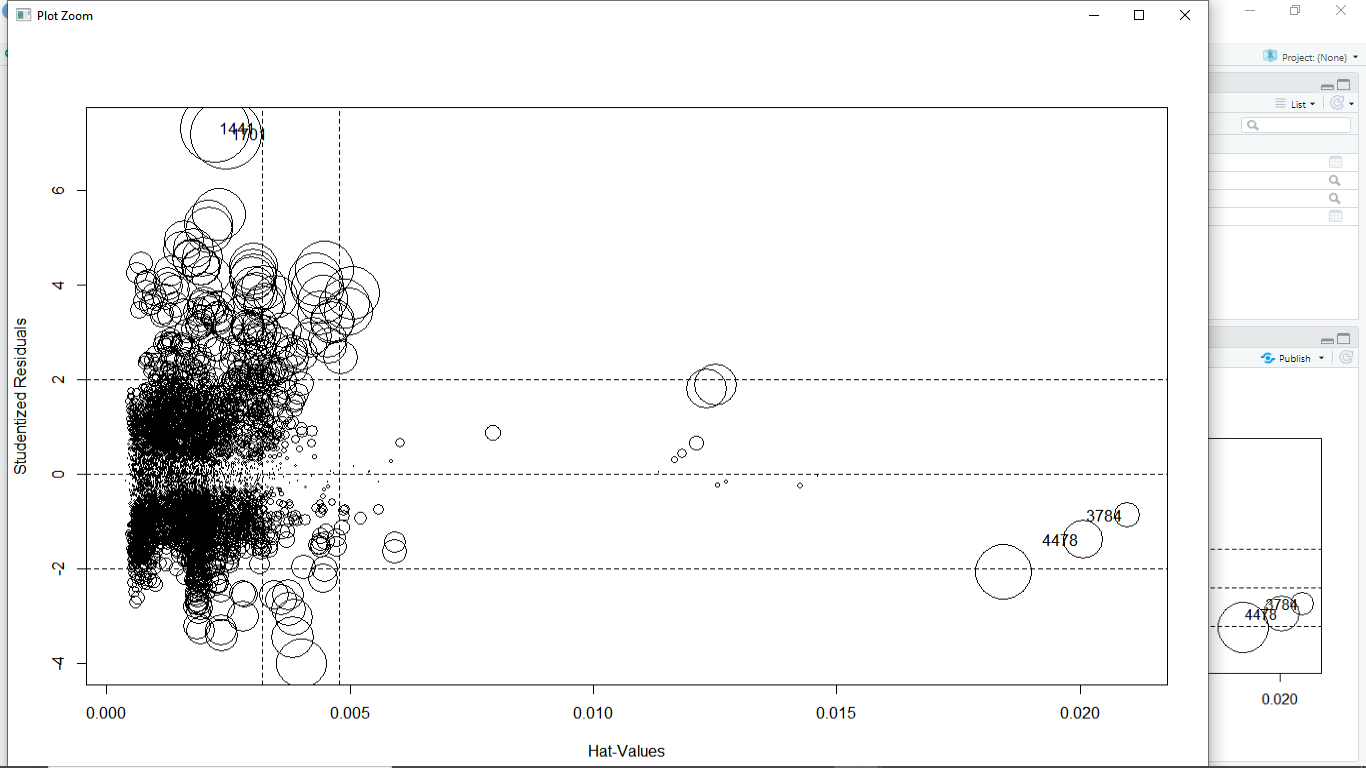 Plot Zoom
Project: (None)
List
Publish
1441
1701
6
4
2
0
-2
-4
Studentized Residuals
3784
4478
0.000 0.005 0.010 0.015 0.020
Hat-Values
3784
4478
0.020